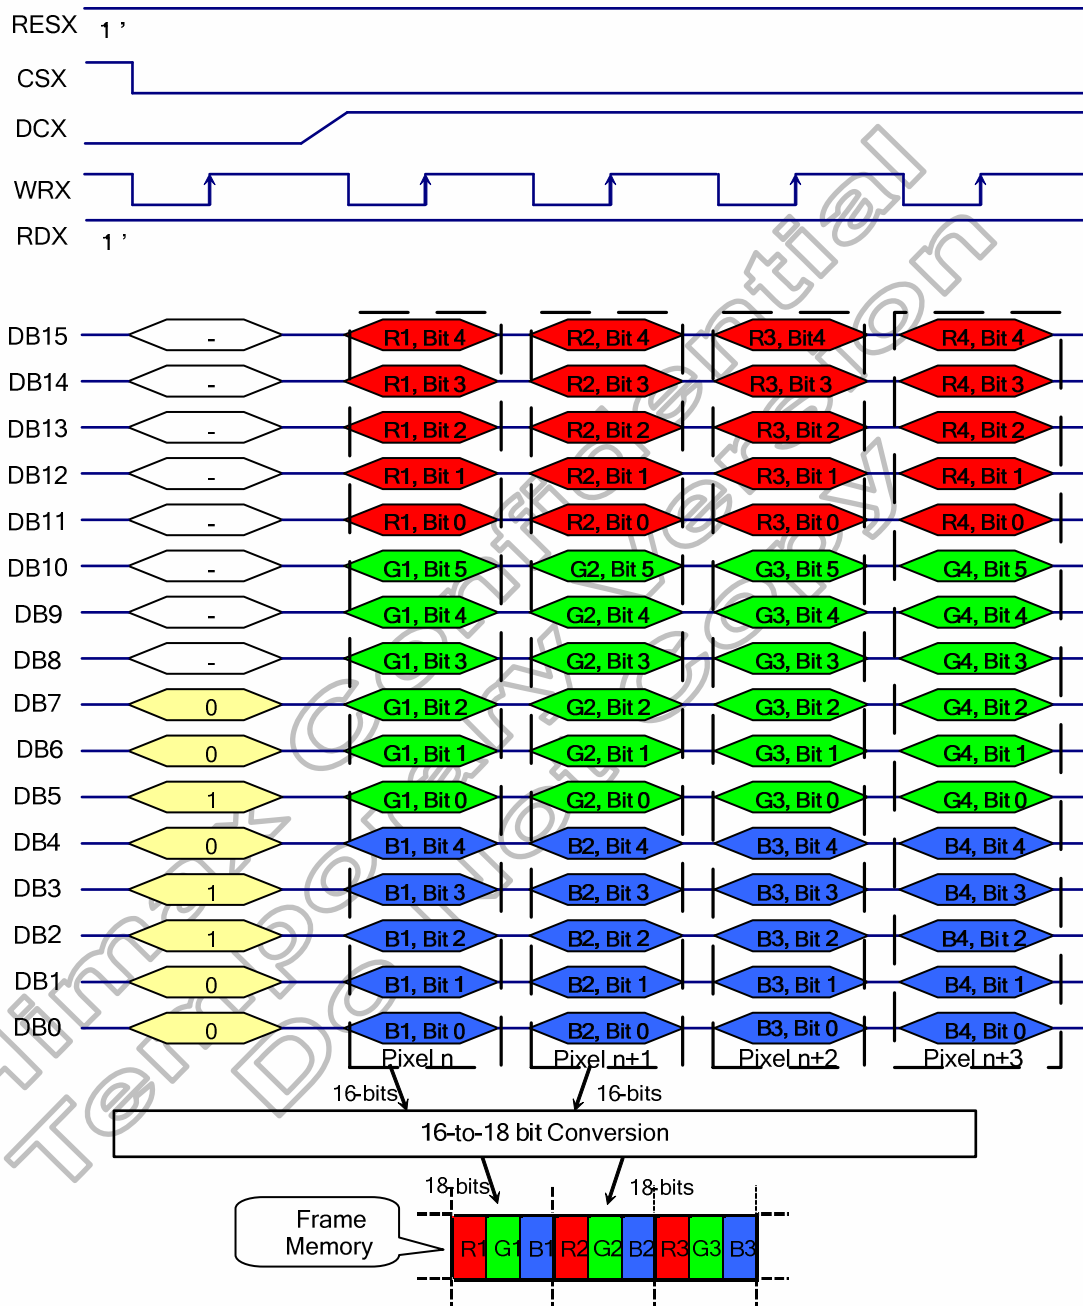 RESX 1 '
CSX
DCX
WRX
RDX 1 '
DB15 - R1, Bit 4 R2, Bit 4 R3, Bit4 R4, Bit 4
DB14 - R1, Bit 3 R2, Bit 3 R3, Bit 3 R4, Bit 3
DB13 - R1, Bit 2 R2, Bit 2 R3, Bit 2 R4, Bit 2
DB12 - R1, Bit 1 R2, Bit 1 R3, Bit 1 R4, Bit 1
DB11 - R1, Bit 0 R2, Bit 0 R3, Bit 0 R4, Bit 0
DB10 - G1, Bit 5 G2, Bit 5 G3, Bit 5 G4, Bit 5
DB9 - G1, Bit 4 G2, Bit 4 G3, Bit 4 G4, Bit 4
DB8 - G1, Bit 3 G2, Bit 3 G3, Bit 3 G4, Bit 3
DB7 0 G1, Bit 2 G2, Bit 2 G3, Bit 2 G4, Bit 2
DB6 0 G1, Bit 1 G2, Bit 1 G3, Bit 1 G4, Bit 1
DB5 1 G1, Bit 0 G2, Bit 0 G3, Bit 0 G4, Bit 0
DB4 0 B1, Bit 4 B2, Bit 4 B3, Bit 4 B4, Bit 4
DB3 1 B1, Bit 3 B2, Bit 3 B3, Bit 3 B4, Bit 3
DB2 1 B1, Bit 2 B2, Bit 2 B3, Bit 2 B4, Bit 2
DB1 0 B1, Bit 1 B2, Bit 1 B3, Bit 1 B4, Bit 1
DB0 0 B1, Bit 0 B2, Bit 0 B3, Bit 0 B4, Bit 0
Pixel n Pixel n+1 Pixel n+2 Pixel n+3
16-bits 16-bits
16-to-18 bit Conversion
18-bits 18-bits
Frame
Memory
R1 G1 B1 R2 G2 B2 R3 G3 B3
Himax Confidential
Temporary Version
Do Not Copy